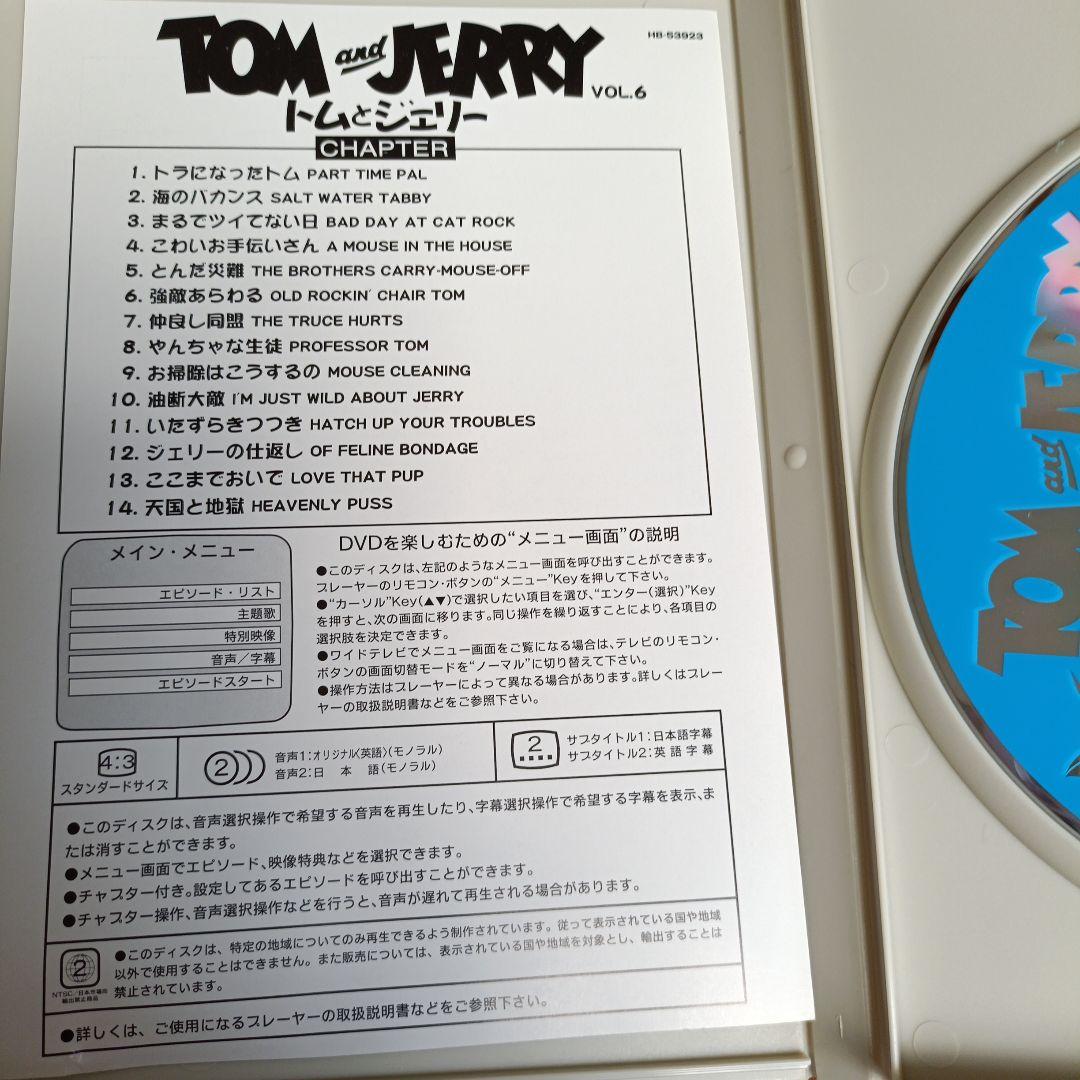 TOM and JERRY
HB-53923
VOL.6
トムとジェリー
CHAPTER
1. トラになったトム PART TIME PAL
2. 海のバカンス SALT WATER TABBY
3. まるでツイてない日 BAD DAY AT CAT ROCK
4. こわいお手伝いさん A MOUSE IN THE HOUSE
5. とんだ災難 THE BROTHERS CARRY-MOUSE-OFF
6. 強敵あらわる OLD ROCKIN' CHAIR TOM
7. 仲良し同盟 THE TRUCE HURTS
8. やんちゃな生徒 PROFESSOR TOM
9. お掃除はこうするの MOUSE CLEANING
10. 油断大敵 I'M JUST WILD ABOUT JERRY
11. いたずらきつつき HATCH UP YOUR TROUBLES
12. ジェリーの仕返し OF FELINE BONDAGE
13. ここまでおいで LOVE THAT PUP
14. 天国と地獄 HEAVENLY PUSS
メイン・メニュー
エピソード・リスト
主題歌
特別映像
音声／字幕
エピソードスタート
DVDを楽しむための“メニュー画面”の説明
●このディスクは、左記のようなメニュー画面を呼び出すことができます。
プレーヤーのリモコン・ボタンの“メニュー”Keyを押して下さい。
●“カーソル”Key(▲▼)で選択したい項目を選び、“エンター(選択)”Key
を押すと、次の画面に移ります。同じ操作を繰り返すことにより、各項目の
選択肢を決定できます。
●ワイドテレビでメニュー画面をご覧になる場合は、テレビのリモコン・
ボタンの画面切替モードを“ノーマル”に切り替えて下さい。
●操作方法はプレーヤーによって異なる場合があります。詳しくはプレー
ヤーの取扱説明書などをご参照下さい。
4:3
スタンダードサイズ
2
音声1:オリジナル(英語)(モノラル)
音声2:日本語(モノラル)
2
サブタイトル1:日本語字幕
サブタイトル2:英語字幕
●このディスクは、音声選択操作で希望する音声を再生したり、字幕選択操作で希望する字幕を表示、ま
たは消すことができます。
●メニュー画面でエピソード、映像特典などを選択できます。
●チャプター付き。設定してあるエピソードを呼び出すことができます。
●チャプター操作、音声選択操作などを行うと、音声が遅れて再生される場合があります。
2
NTSC／日本市場向
輸出禁止商品
●このディスクは、特定の地域についてのみ再生できるよう制作されています。従って表示されている国や地域
以外で使用することはできません。また販売については、表示されている国や地域を対象とし、輸出することは
禁止されています。
●詳しくは、ご使用になるプレーヤーの取扱説明書などをご参照下さい。
TOM and JERRY